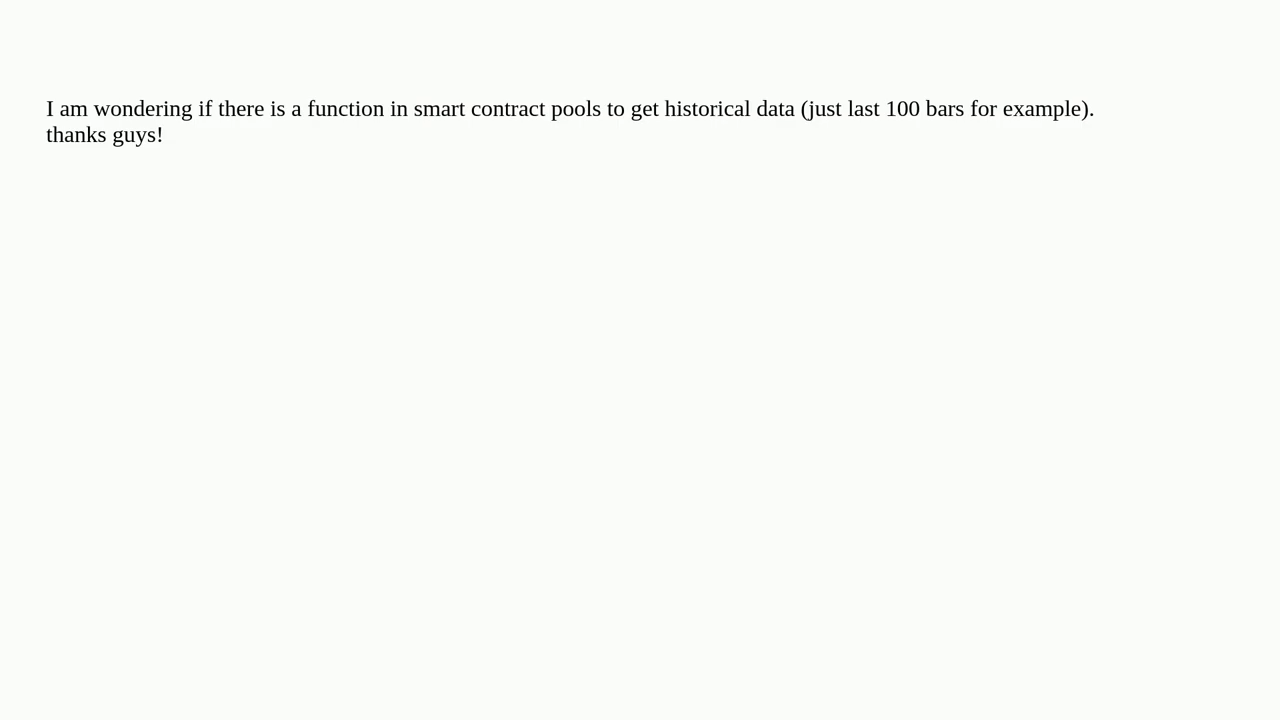 I am wondering if there is a function in smart contract pools to get historical data (just last 100 bars for example).
thanks guys!